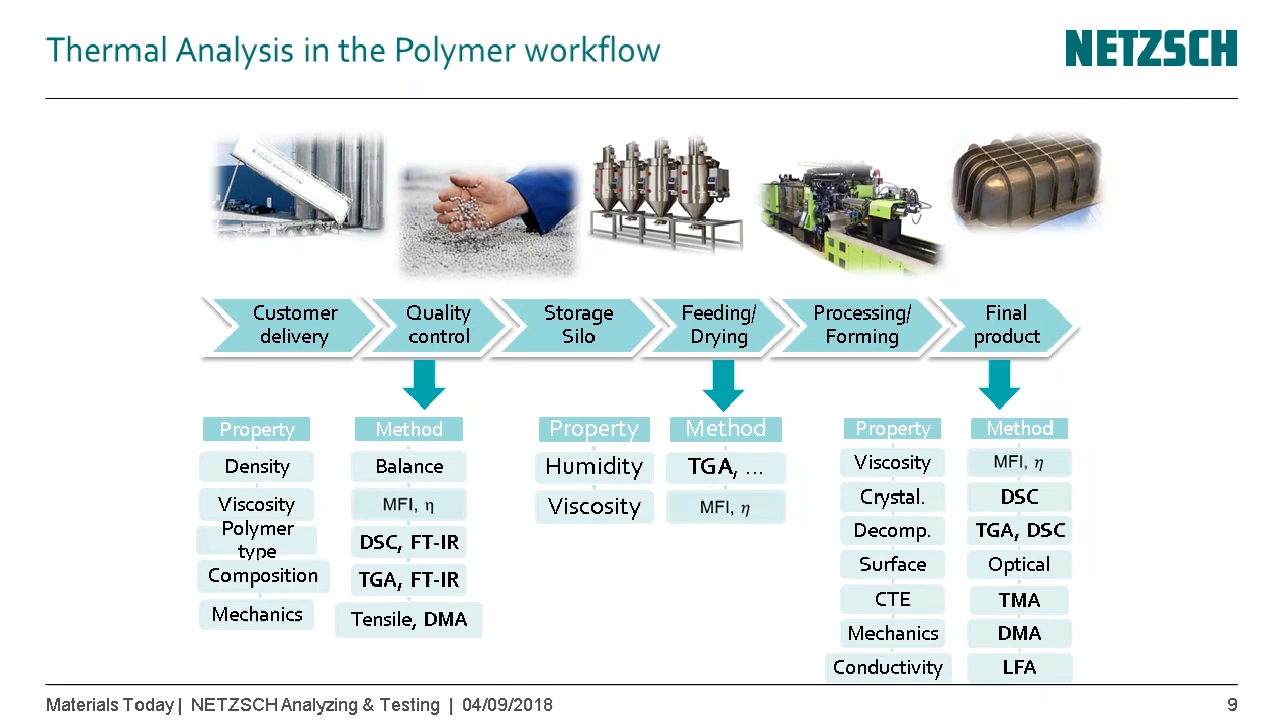 Thermal Analysis in the Polymer workflow
NETZSCH
Customer
delivery
Quality
control
Storage
Silo
Feeding/
Drying
Processing/
Forming
Final
product
Property Method
Density Balance
Viscosity MFI, η
Polymer
type
DSC, FT-IR
Composition TGA, FT-IR
Mechanics Tensile, DMA
Property Method
Humidity TGA, ...
Viscosity MFI, η
Property Method
Viscosity MFI, η
Crystal. DSC
Decomp. TGA, DSC
Surface Optical
CTE TMA
Mechanics DMA
Conductivity LFA
Materials Today | NETZSCH Analyzing & Testing | 04/09/2018
9